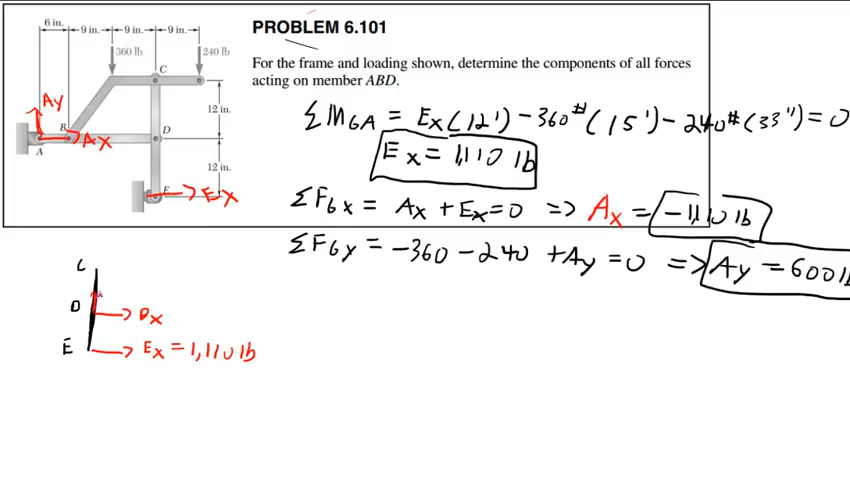 PROBLEM 6.101
For the frame and loading shown, determine the components of all forces
acting on member ABD.
6 in.
9 in.
9 in.
9 in.
360 lb
240 lb
C
12 in.
12 in.
Ay
B
Ax
A
D
E
Ex
ΣM_GA = Ex(12') - 360# (15') - 240# (33") = 0
Ex = 1,110 lb
ΣFGx = Ax + Ex = 0 => Ax = -1,110 lb
ΣFGy = -360 - 240 + Ay = 0 => Ay = 600 lb
C
D
Dx
E
Ex = 1,110 lb